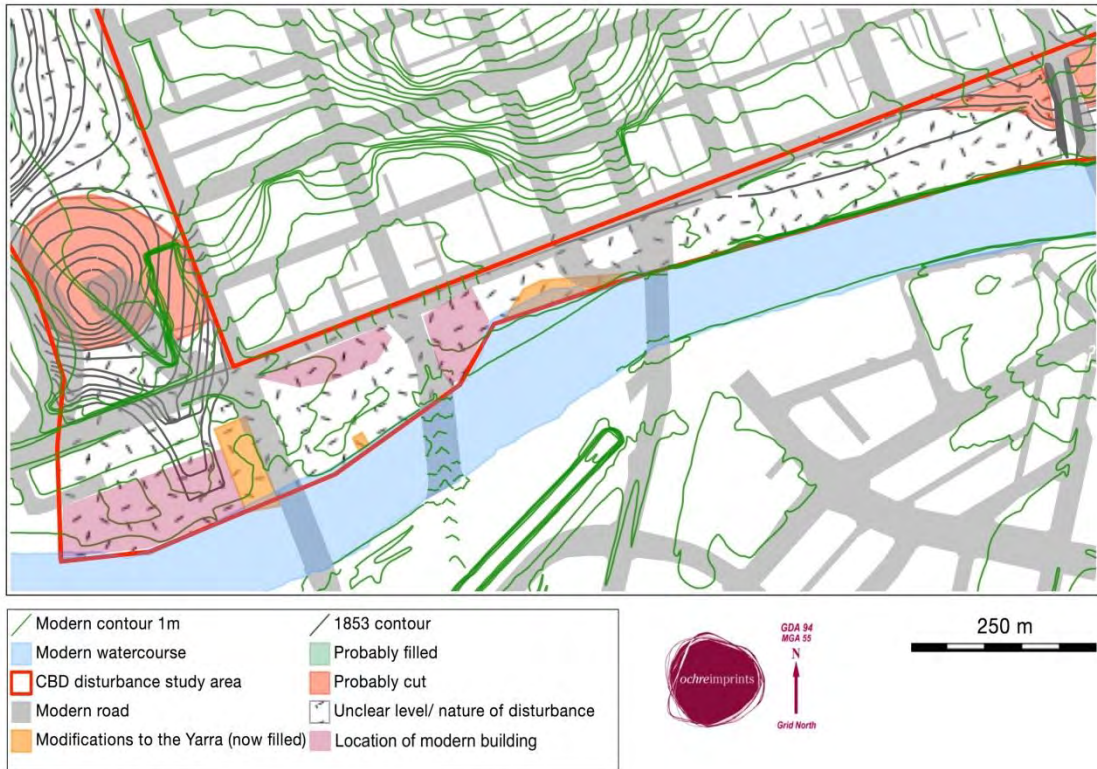 Modern contour 1m
Modern watercourse
CBD disturbance study area
Modern road
Modifications to the Yarra (now filled)
1853 contour
Probably filled
Probably cut
Unclear level/ nature of disturbance
Location of modern building
ochreimprints
GDA 94
MGA 55
N
Grid North
250 m